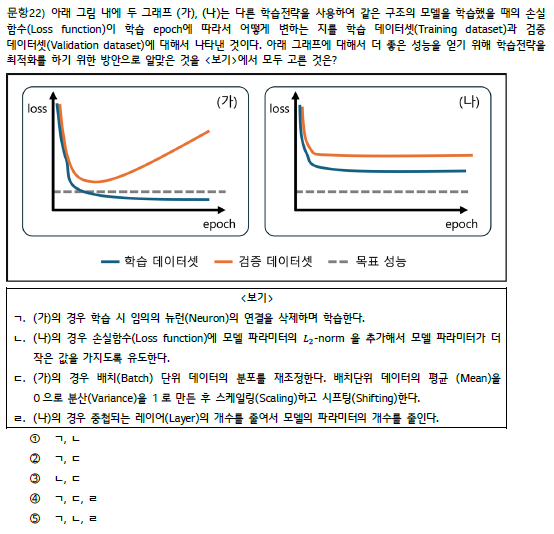 문항22) 아래 그림 내에 두 그래프 (가), (나)는 다른 학습전략을 사용하여 같은 구조의 모델을 학습했을 때의 손실
함수(Loss function)이 학습 epoch에 따라서 어떻게 변하는 지를 학습 데이터셋(Training dataset)과 검증
데이터셋(Validation dataset)에 대해서 나타낸 것이다. 아래 그래프에 대해서 더 좋은 성능을 얻기 위해 학습전략을
최적화를 하기 위한 방안으로 알맞은 것을 <보기>에서 모두 고른 것은?
loss
(가)
epoch
loss
(나)
epoch
학습 데이터셋 검증 데이터셋 목표 성능
<보기>
ㄱ. (가)의 경우 학습 시 임의의 뉴런(Neuron)의 연결을 삭제하며 학습한다.
ㄴ. (나)의 경우 손실함수(Loss function)에 모델 파라미터의 L₂-norm 을 추가해서 모델 파라미터가 더
작은 값을 가지도록 유도한다.
ㄷ. (가)의 경우 배치(Batch) 단위 데이터의 분포를 재조정한다. 배치단위 데이터의 평균 (Mean)을
0으로 분산(Variance)을 1로 만든 후 스케일링(Scaling)하고 시프팅(Shifting)한다.
ㄹ. (나)의 경우 중첩되는 레이어(Layer)의 개수를 줄여서 모델의 파라미터의 개수를 줄인다.
① ㄱ, ㄴ
② ㄱ, ㄷ
③ ㄴ, ㄷ
④ ㄱ, ㄷ, ㄹ
⑤ ㄱ, ㄴ, ㄹ